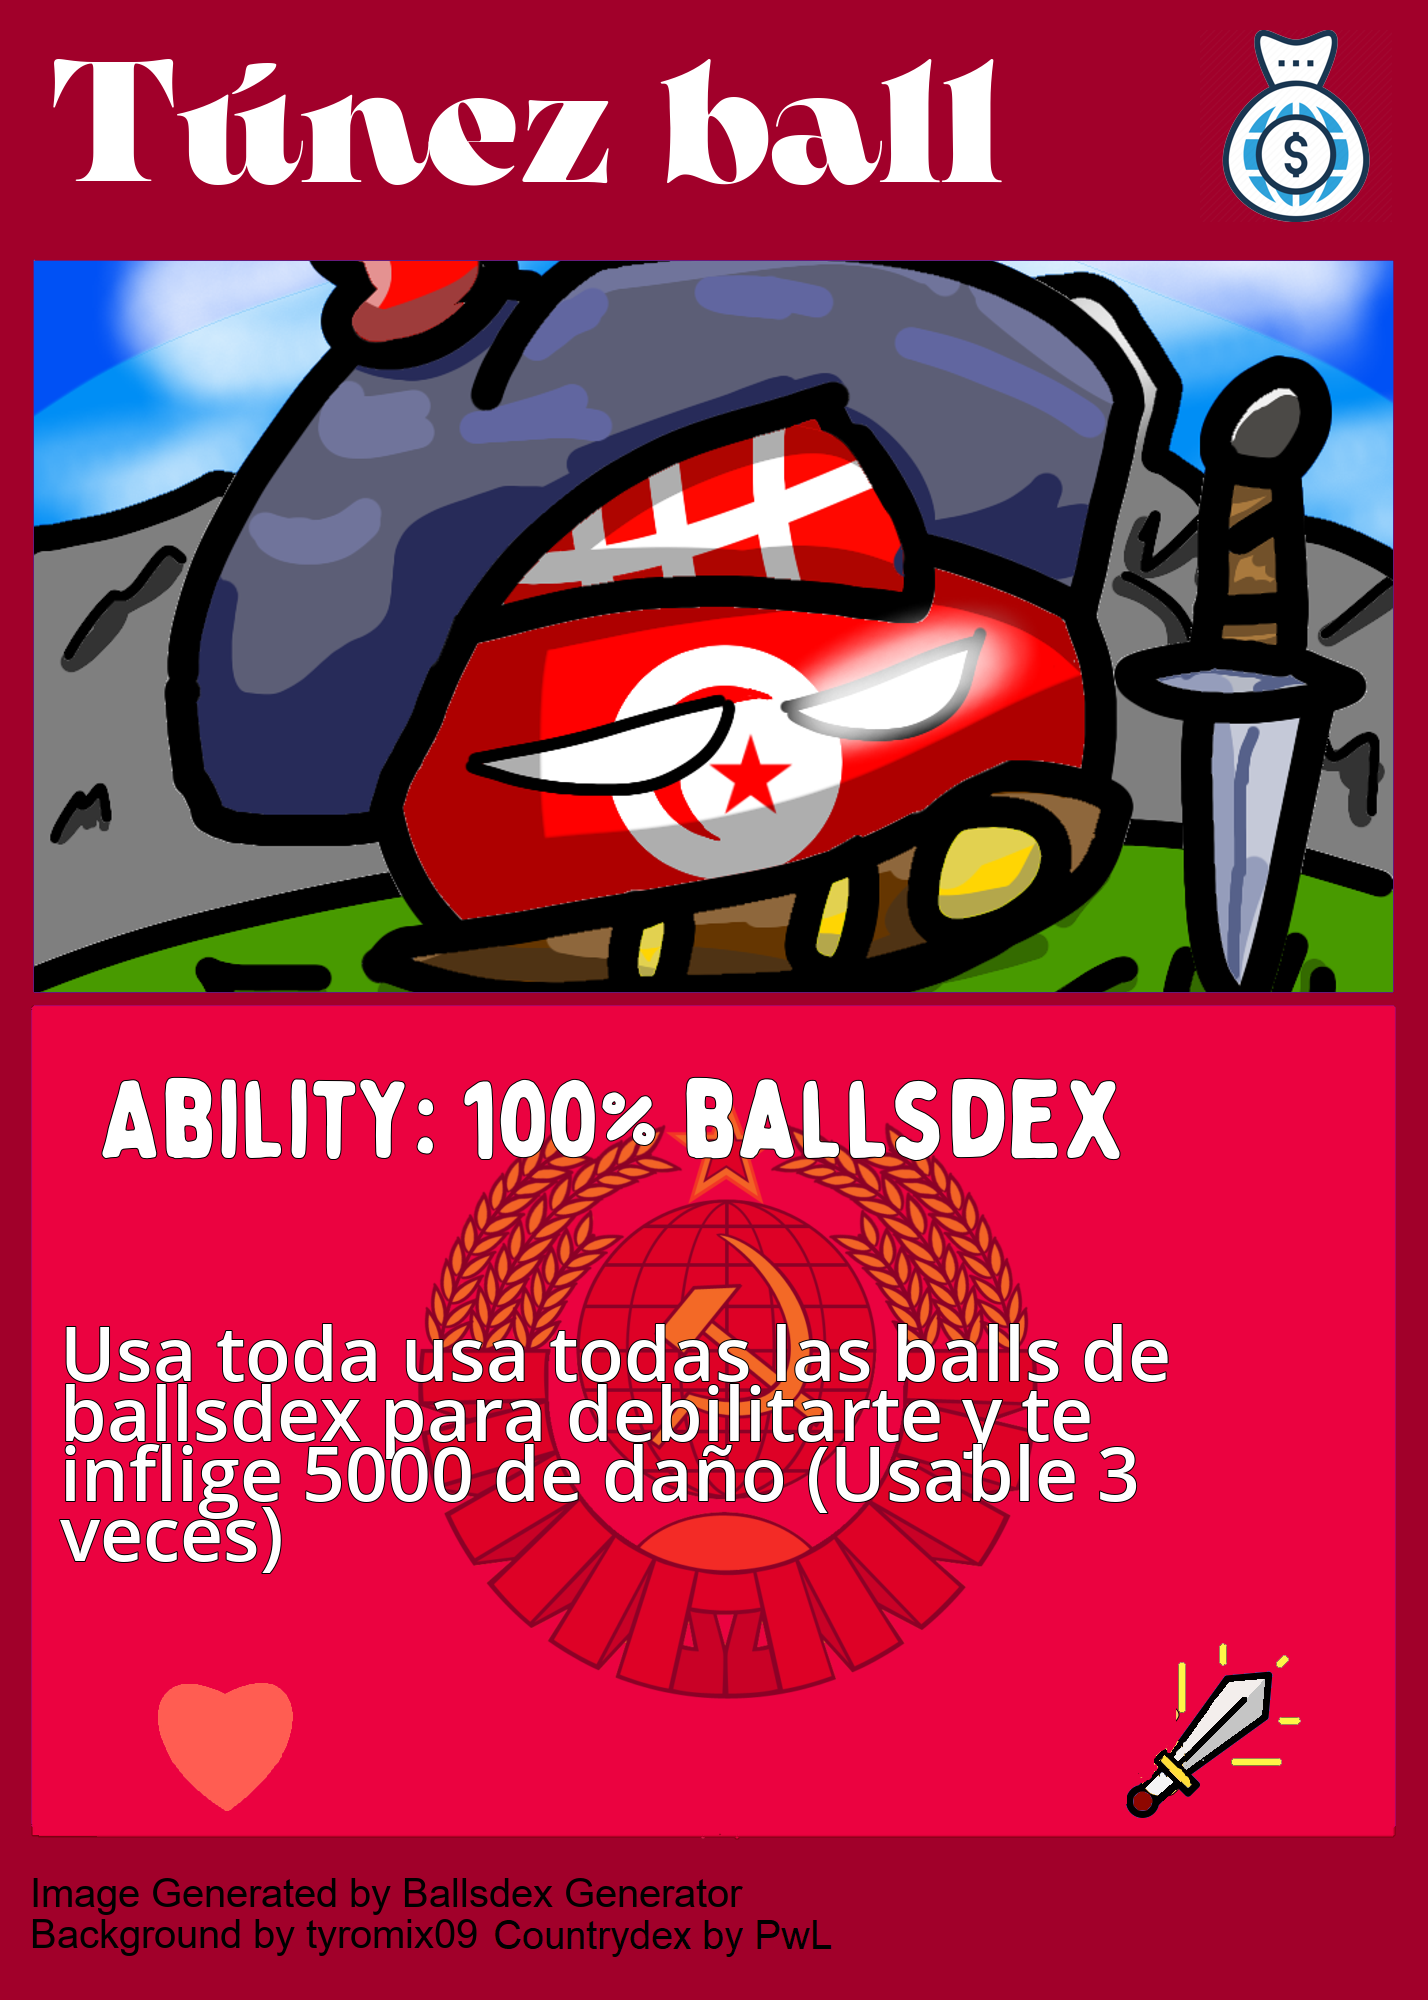 Túnez ball
$
ABILITY: 100% BALLSDEX
Usa toda usa todas las balls de
ballsdex para debilitarte y te
inflige 5000 de daño (Usable 3
veces)
Image Generated by Ballsdex Generator
Background by tyromix09 Countrydex by PwL